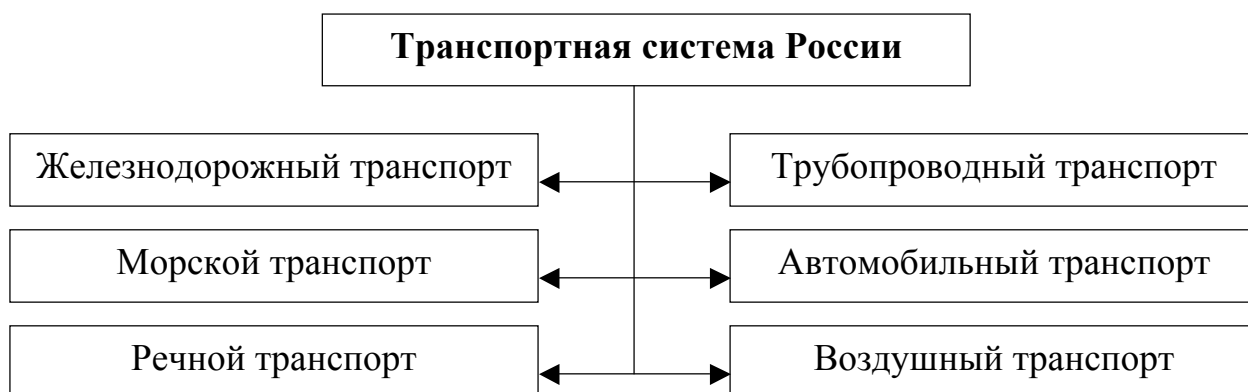 Транспортная система России
Железнодорожный транспорт
Трубопроводный транспорт
Морской транспорт
Автомобильный транспорт
Речной транспорт
Воздушный транспорт